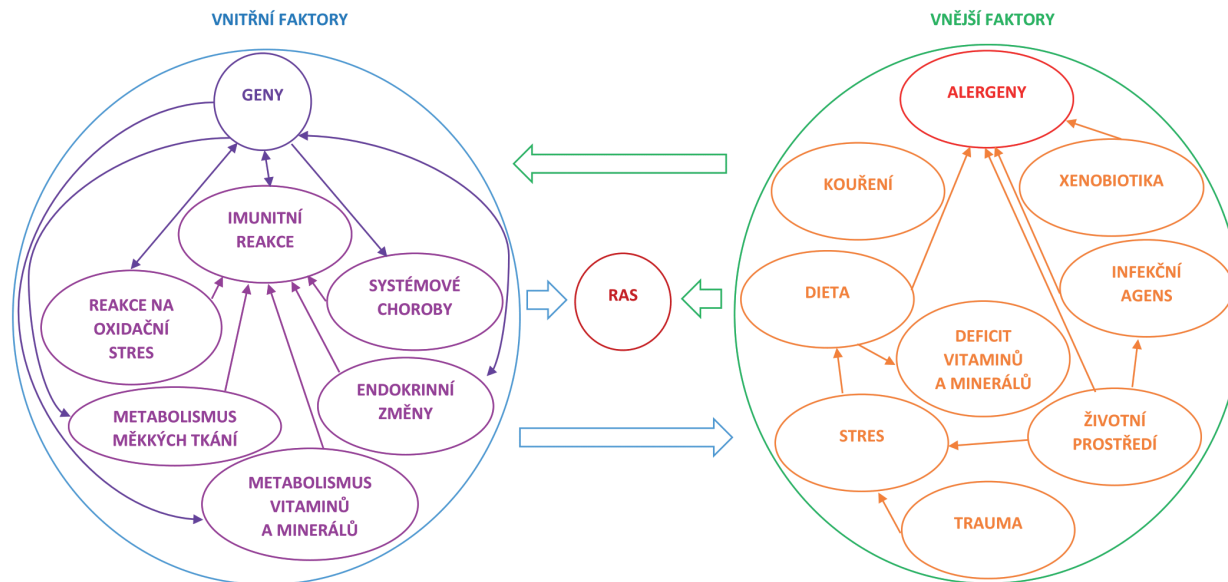 VNITŘNÍ FAKTORY
GENY
IMUNITNÍ
REAKCE
REAKCE NA
OXIDAČNÍ
STRES
SYSTÉMOVÉ
CHOROBY
METABOLISMUS
MĚKKÝCH TKÁNÍ
ENDOKRINNÍ
ZMĚNY
METABOLISMUS
VITAMINŮ
A MINERÁLŮ
RAS
VNĚJŠÍ FAKTORY
ALERGENY
KOUŘENÍ
XENOBIOTIKA
DIETA
INFEKČNÍ
AGENS
DEFICIT
VITAMINŮ
A MINERÁLŮ
STRES
ŽIVOTNÍ
PROSTŘEDÍ
TRAUMA